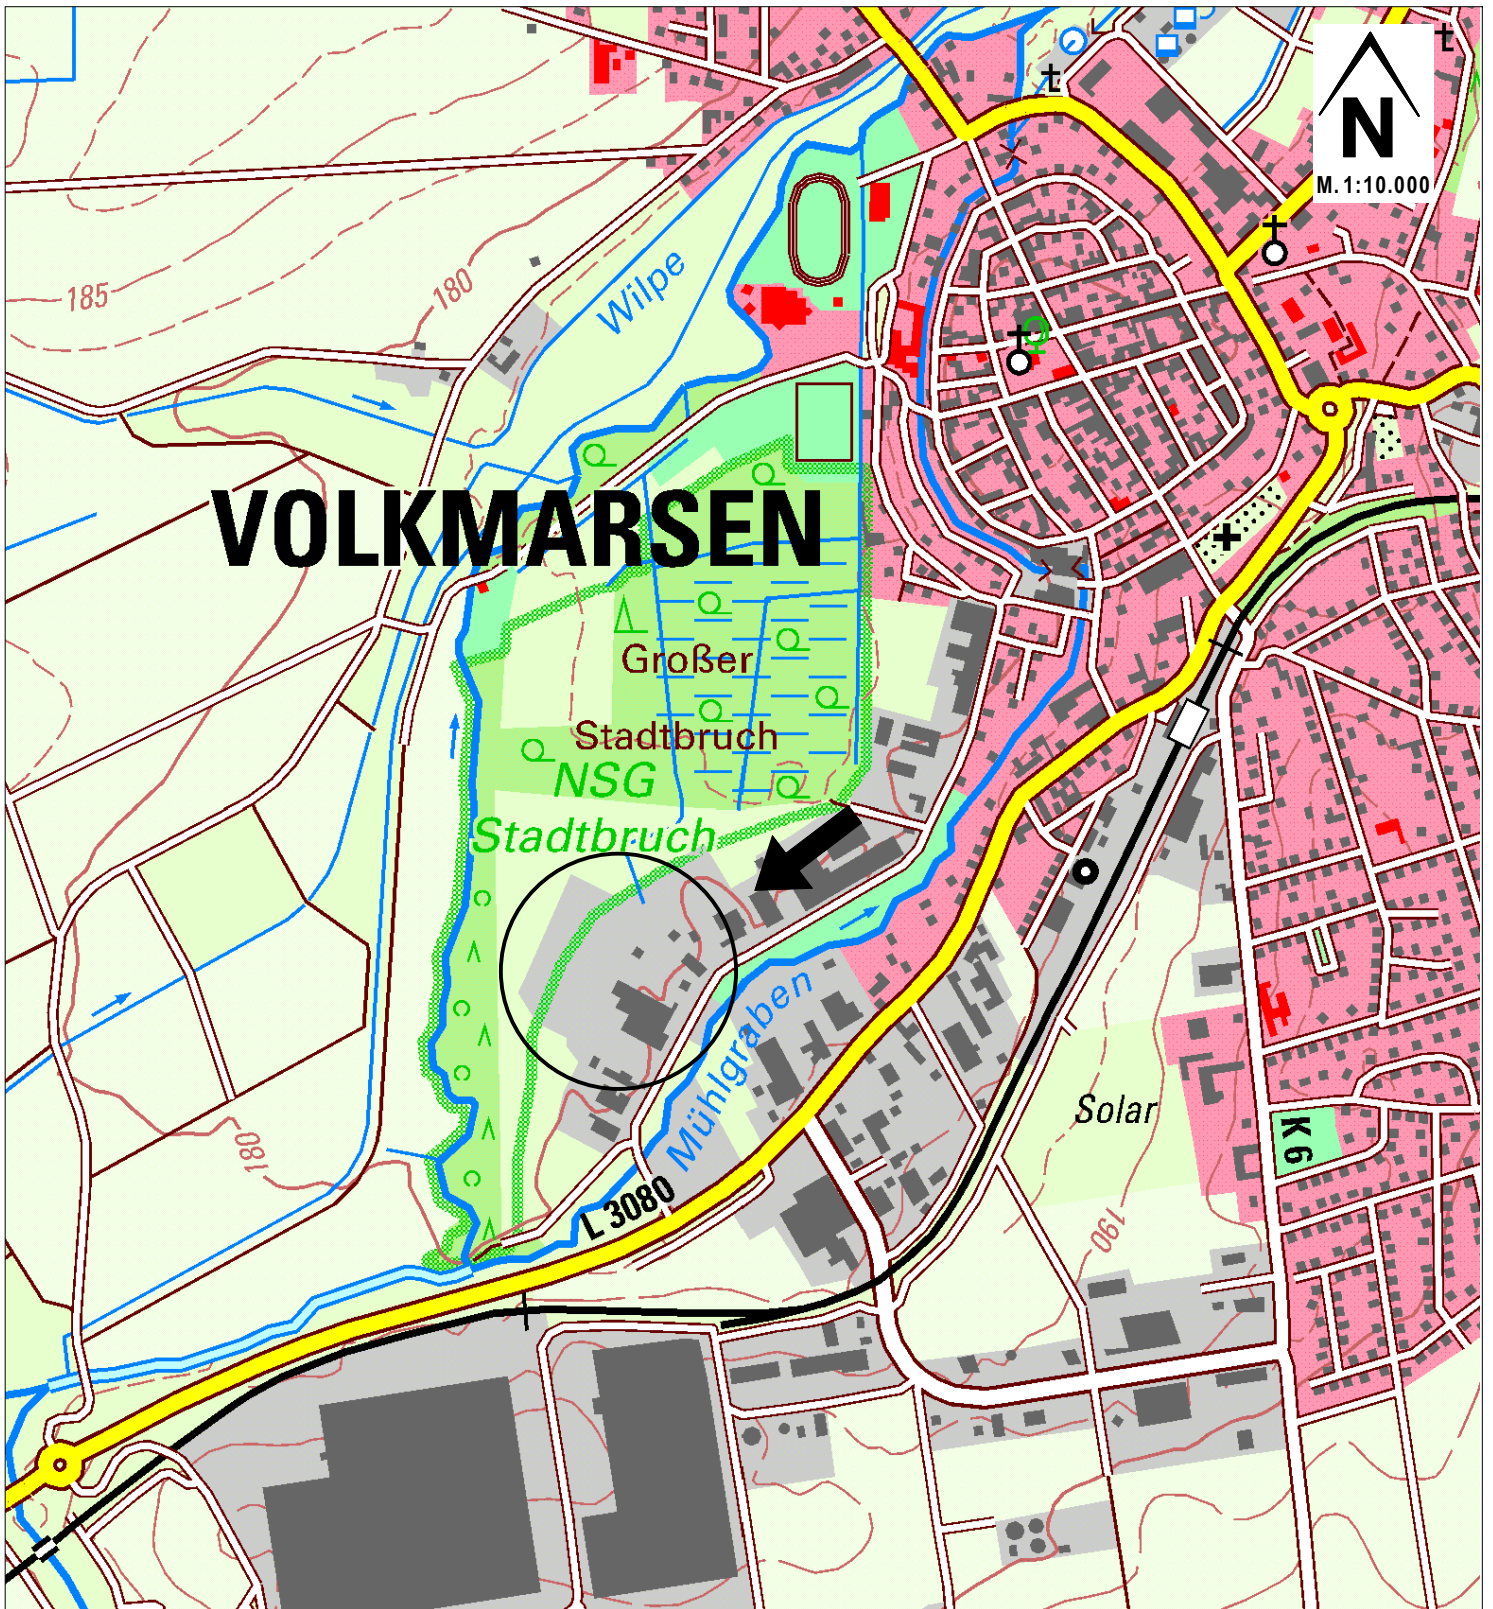 N
M. 1:10.000
185
180
Wilpe
VOLKMARSEN
Großer
Stadtbruch
NSG
Stadtbruch
Mühlgraben
Solar
K 6
180
L 3080
190